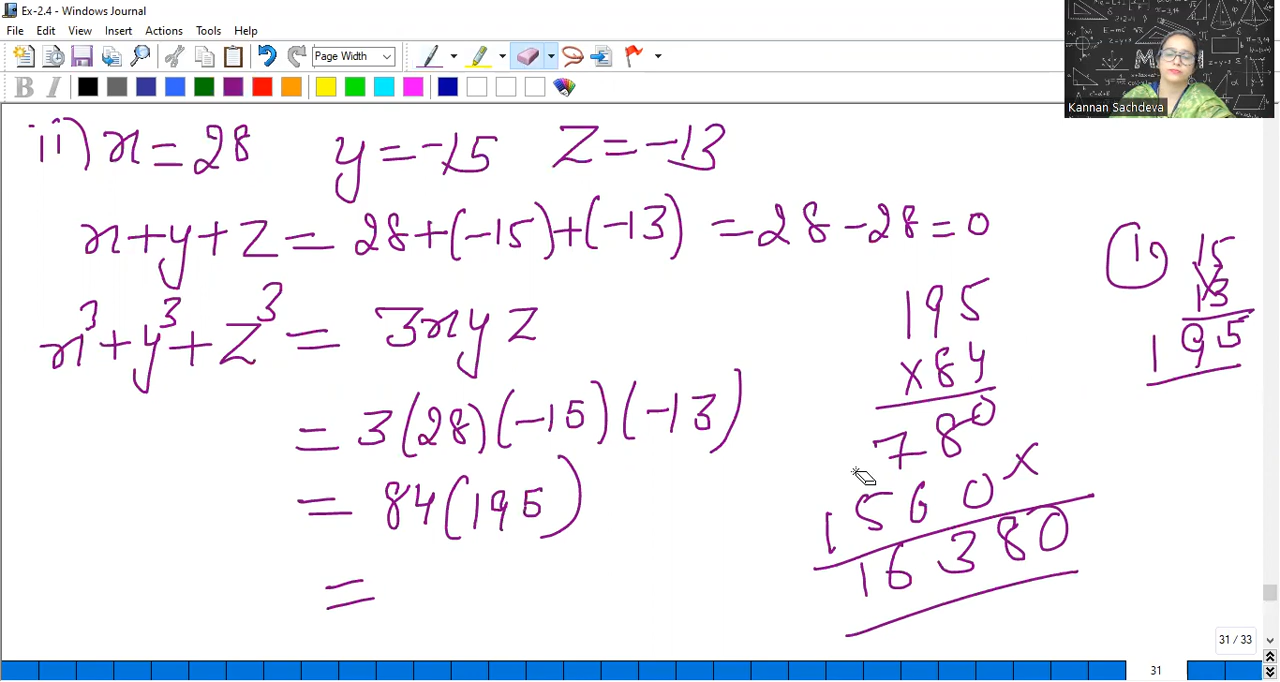 Ex-2.4 - Windows Journal
File Edit View Insert Actions Tools Help
Page Width
B I
Kannan Sachdeva
ii) x = 28 y = -15 z = -13
x + y + z = 28 + (-15) + (-13) = 28 - 28 = 0
x³ + y³ + z³ = 3xyz
= 3(28)(-15)(-13)
= 84(195)
=
195
×84
780
1560×
16380
15
×
13
195
31 / 33
31